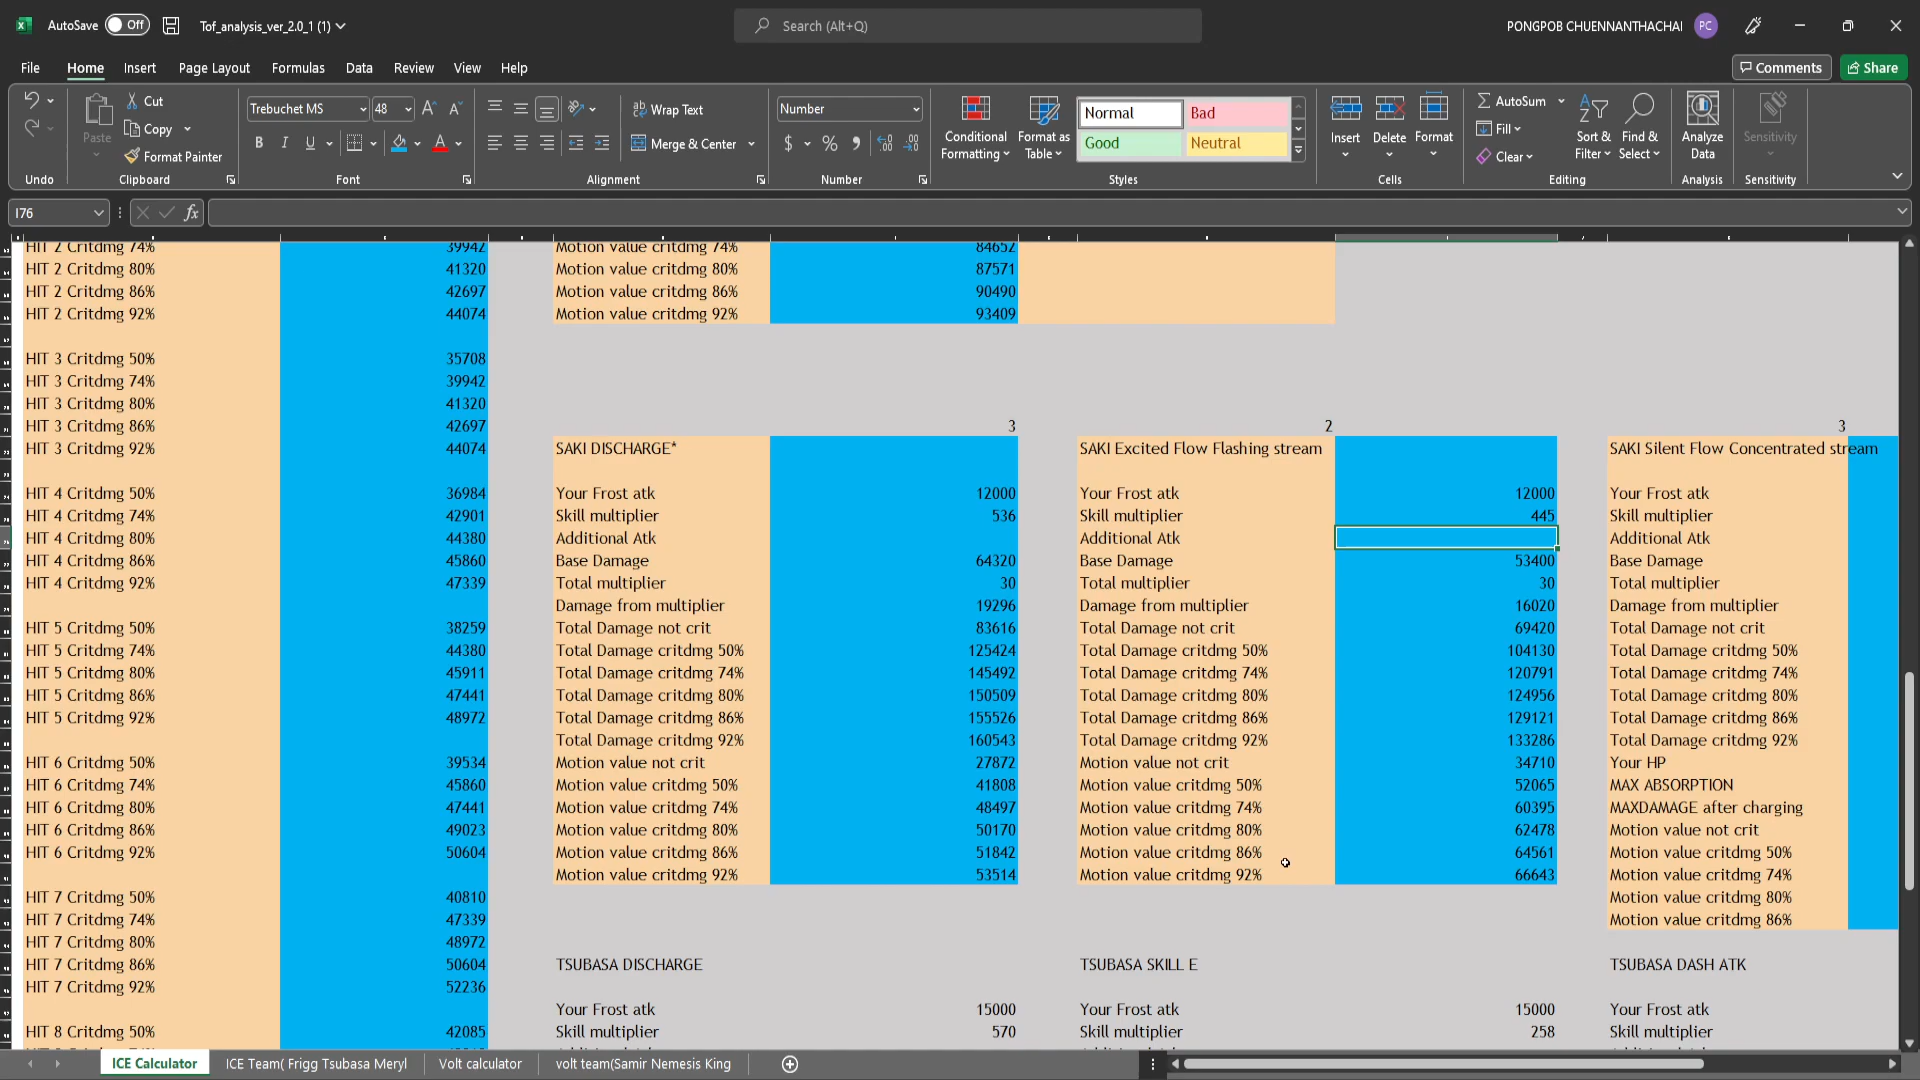 AutoSave Off Tof_analysis_ver_2.0_1 (1) Search (Alt+Q) PONGPOB CHUENNANTHACHAI PC
File Home Insert Page Layout Formulas Data Review View Help Comments Share
Undo
Paste Cut Copy Format Painter Clipboard
Trebuchet MS 48 B I U A Font
Wrap Text Merge & Center Alignment
Number $ % Number
Conditional Formatting Format as Table Normal Bad Good Neutral Styles
Insert Delete Format Cells
AutoSum Fill Clear Sort & Filter Find & Select Editing
Analyze Data Analysis
Sensitivity Sensitivity
I76 fx
HIT 2 Critdmg 74% 39942 Motion value critdmg 74% 84652
HIT 2 Critdmg 80% 41320 Motion value critdmg 80% 87571
HIT 2 Critdmg 86% 42697 Motion value critdmg 86% 90490
HIT 2 Critdmg 92% 44074 Motion value critdmg 92% 93409
HIT 3 Critdmg 50% 35708
HIT 3 Critdmg 74% 39942
HIT 3 Critdmg 80% 41320
HIT 3 Critdmg 86% 42697 3 2 3
HIT 3 Critdmg 92% 44074 SAKI DISCHARGE* SAKI Excited Flow Flashing stream SAKI Silent Flow Concentrated stream
HIT 4 Critdmg 50% 36984 Your Frost atk 12000 Your Frost atk 12000 Your Frost atk
HIT 4 Critdmg 74% 42901 Skill multiplier 536 Skill multiplier 445 Skill multiplier
HIT 4 Critdmg 80% 44380 Additional Atk Additional Atk Additional Atk
HIT 4 Critdmg 86% 45860 Base Damage 64320 Base Damage 53400 Base Damage
HIT 4 Critdmg 92% 47339 Total multiplier 30 Total multiplier 30 Total multiplier
Damage from multiplier 19296 Damage from multiplier 16020 Damage from multiplier
HIT 5 Critdmg 50% 38259 Total Damage not crit 83616 Total Damage not crit 69420 Total Damage not crit
HIT 5 Critdmg 74% 44380 Total Damage critdmg 50% 125424 Total Damage critdmg 50% 104130 Total Damage critdmg 50%
HIT 5 Critdmg 80% 45911 Total Damage critdmg 74% 145492 Total Damage critdmg 74% 120791 Total Damage critdmg 74%
HIT 5 Critdmg 86% 47441 Total Damage critdmg 80% 150509 Total Damage critdmg 80% 124956 Total Damage critdmg 80%
HIT 5 Critdmg 92% 48972 Total Damage critdmg 86% 155526 Total Damage critdmg 86% 129121 Total Damage critdmg 86%
Total Damage critdmg 92% 160543 Total Damage critdmg 92% 133286 Total Damage critdmg 92%
HIT 6 Critdmg 50% 39534 Motion value not crit 27872 Motion value not crit 34710 Your HP
HIT 6 Critdmg 74% 45860 Motion value critdmg 50% 41808 Motion value critdmg 50% 52065 MAX ABSORPTION
HIT 6 Critdmg 80% 47441 Motion value critdmg 74% 48497 Motion value critdmg 74% 60395 MAXDAMAGE after charging
HIT 6 Critdmg 86% 49023 Motion value critdmg 80% 50170 Motion value critdmg 80% 62478 Motion value not crit
HIT 6 Critdmg 92% 50604 Motion value critdmg 86% 51842 Motion value critdmg 86% 64561 Motion value critdmg 50%
Motion value critdmg 92% 53514 Motion value critdmg 92% 66643 Motion value critdmg 74%
HIT 7 Critdmg 50% 40810 Motion value critdmg 80%
HIT 7 Critdmg 74% 47339 Motion value critdmg 86%
HIT 7 Critdmg 80% 48972
HIT 7 Critdmg 86% 50604 TSUBASA DISCHARGE TSUBASA SKILL E TSUBASA DASH ATK
HIT 7 Critdmg 92% 52236
Your Frost atk 15000 Your Frost atk 15000 Your Frost atk
HIT 8 Critdmg 50% 42085 Skill multiplier 570 Skill multiplier 258 Skill multiplier
ICE Calculator ICE Team( Frigg Tsubasa Meryl Volt calculator volt team(Samir Nemesis King